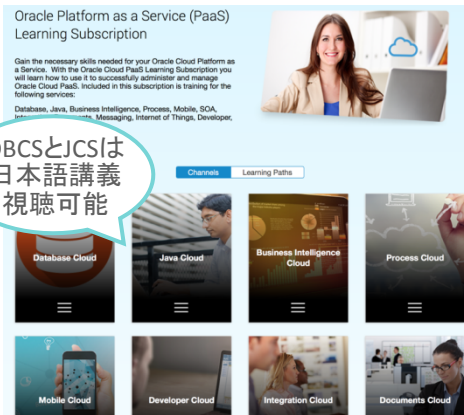 Oracle Platform as a Service (PaaS)
Learning Subscription
Gain the necessary skills needed for your Oracle Cloud Platform as
a Service. With the Oracle Cloud PaaS Learning Subscription you
will learn how to use it to successfully administer and manage
Oracle Cloud PaaS. Included in this subscription is training for the
following services:
Database, Java, Business Intelligence, Process, Mobile, SOA,
Messaging, Internet of Things, Developer,
BCSとJCSは
日本語講義
視聴可能
Channels Learning Paths
Database Cloud Java Cloud Business Intelligence Cloud Process Cloud
Mobile Cloud Developer Cloud Integration Cloud Documents Cloud